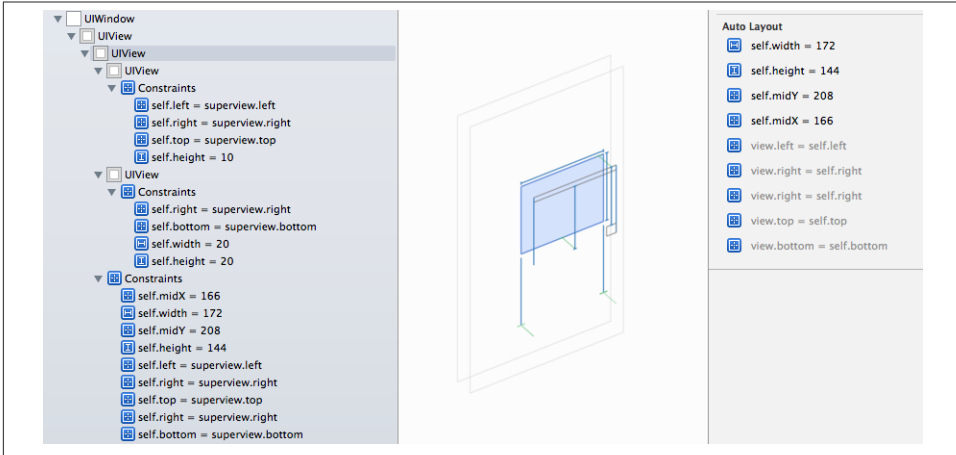 UIWindow
UIView
UIView
UIView
Constraints
self.left = superview.left
self.right = superview.right
self.top = superview.top
self.height = 10
UIView
Constraints
self.right = superview.right
self.bottom = superview.bottom
self.width = 20
self.height = 20
Constraints
self.midX = 166
self.width = 172
self.midY = 208
self.height = 144
self.left = superview.left
self.right = superview.right
self.top = superview.top
self.right = superview.right
self.bottom = superview.bottom
Auto Layout
self.width = 172
self.height = 144
self.midY = 208
self.midX = 166
view.left = self.left
view.right = self.right
view.right = self.right
view.top = self.top
view.bottom = self.bottom